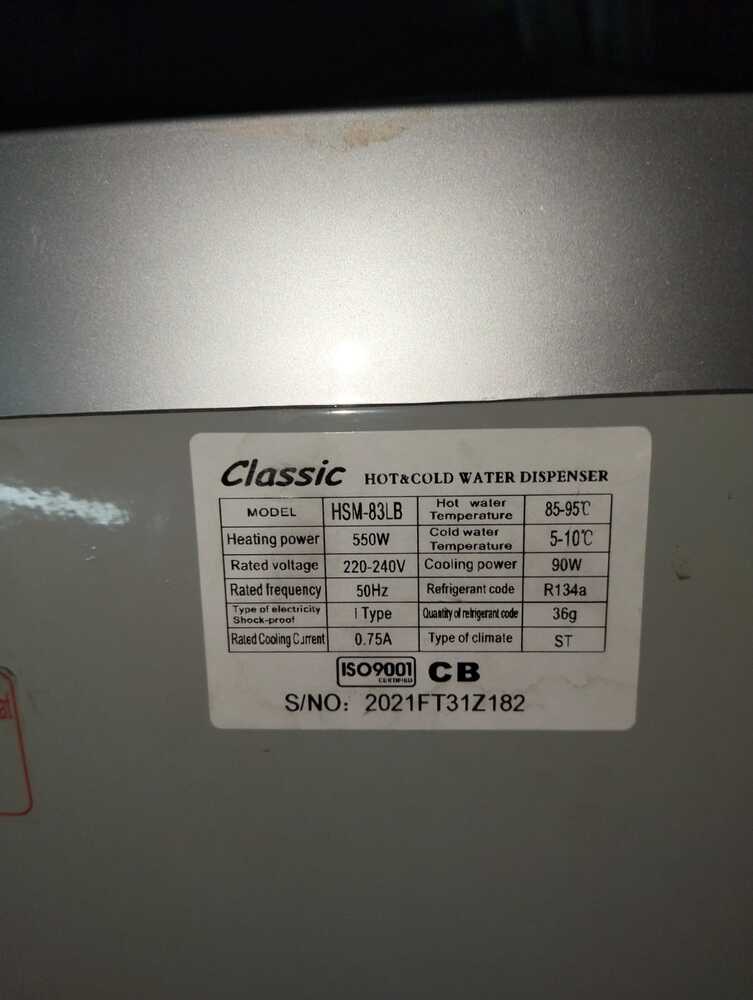 Classic HOT&COLD WATER DISPENSER
MODEL HSM-83LB Hot water Temperature 85-95℃
Heating power 550W Cold water Temperature 5-10℃
Rated voltage 220-240V Cooling power 90W
Rated frequency 50Hz Refrigerant code R134a
Type of electricity Shock-proof I Type Quantity of refrigerant code 36g
Rated Cooling Current 0.75A Type of climate ST
ISO9001 CERTIFIED CB
S/NO: 2021FT31Z182